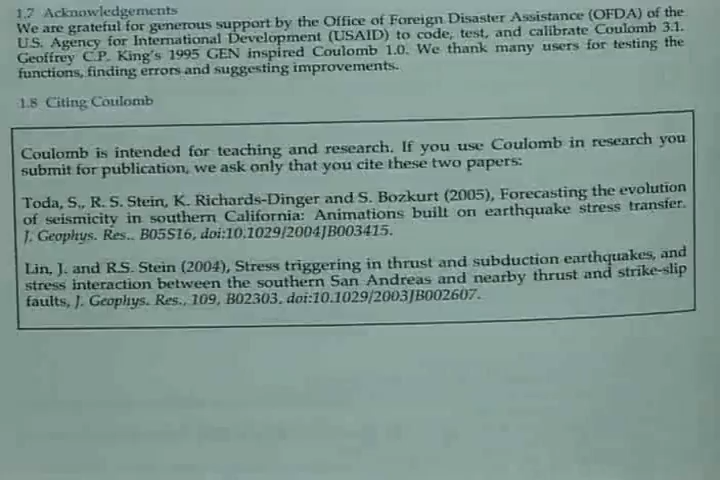 1.7 Acknowledgements
We are grateful for generous support by the Office of Foreign Disaster Assistance (OFDA) of the
U.S. Agency for International Development (USAID) to code, test, and calibrate Coulomb 3.1.
Geoffrey C.P. King's 1995 GEN inspired Coulomb 1.0. We thank many users for testing the
functions, finding errors and suggesting improvements.
1.8 Citing Coulomb
Coulomb is intended for teaching and research. If you use Coulomb in research you
submit for publication, we ask only that you cite these two papers:
Toda, S., R. S. Stein, K. Richards-Dinger and S. Bozkurt (2005), Forecasting the evolution
of seismicity in southern California: Animations built on earthquake stress transfer.
J. Geophys. Res., B05S16, doi:10.1029/2004JB003415.
Lin, J. and R.S. Stein (2004), Stress triggering in thrust and subduction earthquakes, and
stress interaction between the southern San Andreas and nearby thrust and strike-slip
faults, J. Geophys. Res., 109, B02303, doi:10.1029/2003JB002607.